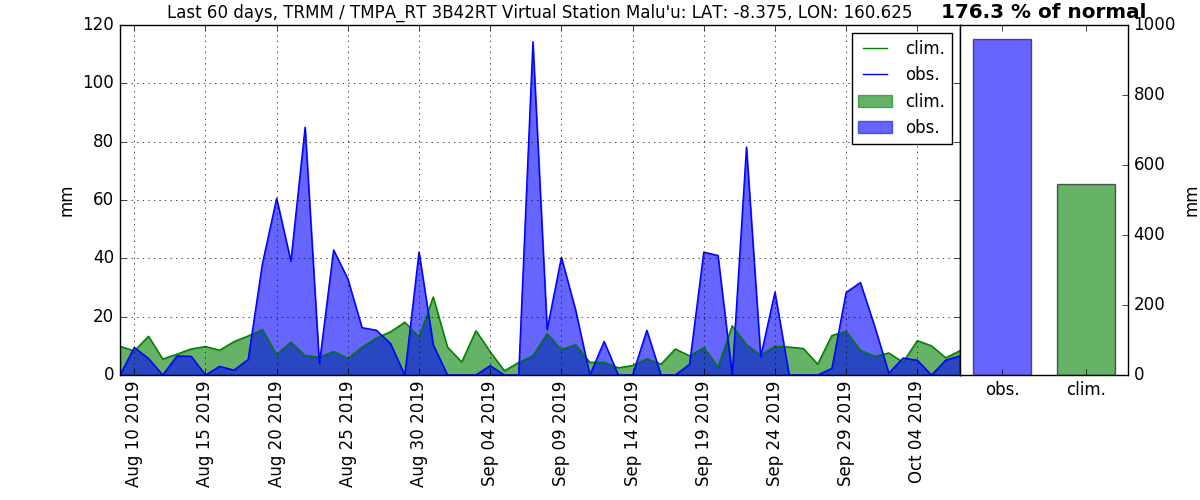 Last 60 days, TRMM / TMPA_RT 3B42RT Virtual Station Malu'u: LAT: -8.375, LON: 160.625
176.3 % of normal
120
100
80
60
40
20
0
mm
clim.
obs.
clim.
obs.
1000
800
600
400
200
0
mm
Aug 10 2019
Aug 15 2019
Aug 20 2019
Aug 25 2019
Aug 30 2019
Sep 04 2019
Sep 09 2019
Sep 14 2019
Sep 19 2019
Sep 24 2019
Sep 29 2019
Oct 04 2019
obs.
clim.